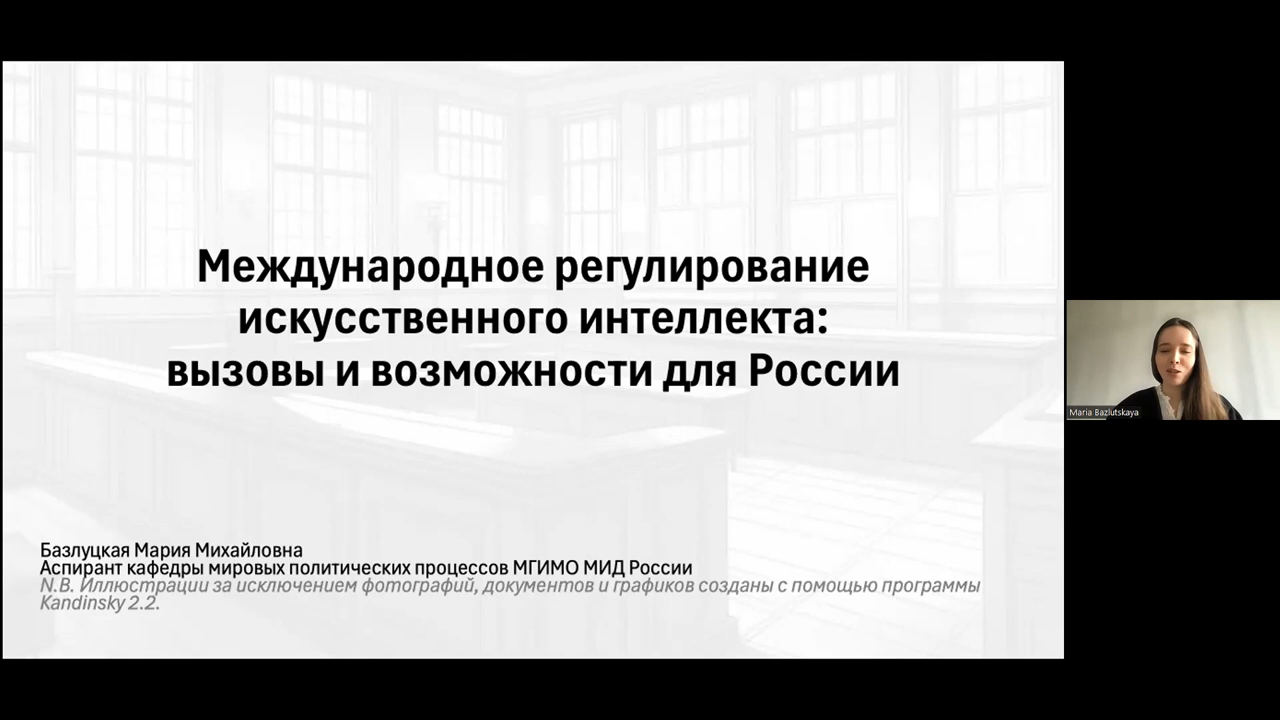 Международное регулирование
искусственного интеллекта:
вызовы и возможности для России
Базлуцкая Мария Михайловна
Аспирант кафедры мировых политических процессов МГИМО МИД России
N.B. Иллюстрации за исключением фотографий, документов и графиков созданы с помощью программы
Kandinsky 2.2.
Maria Bazlutskaya